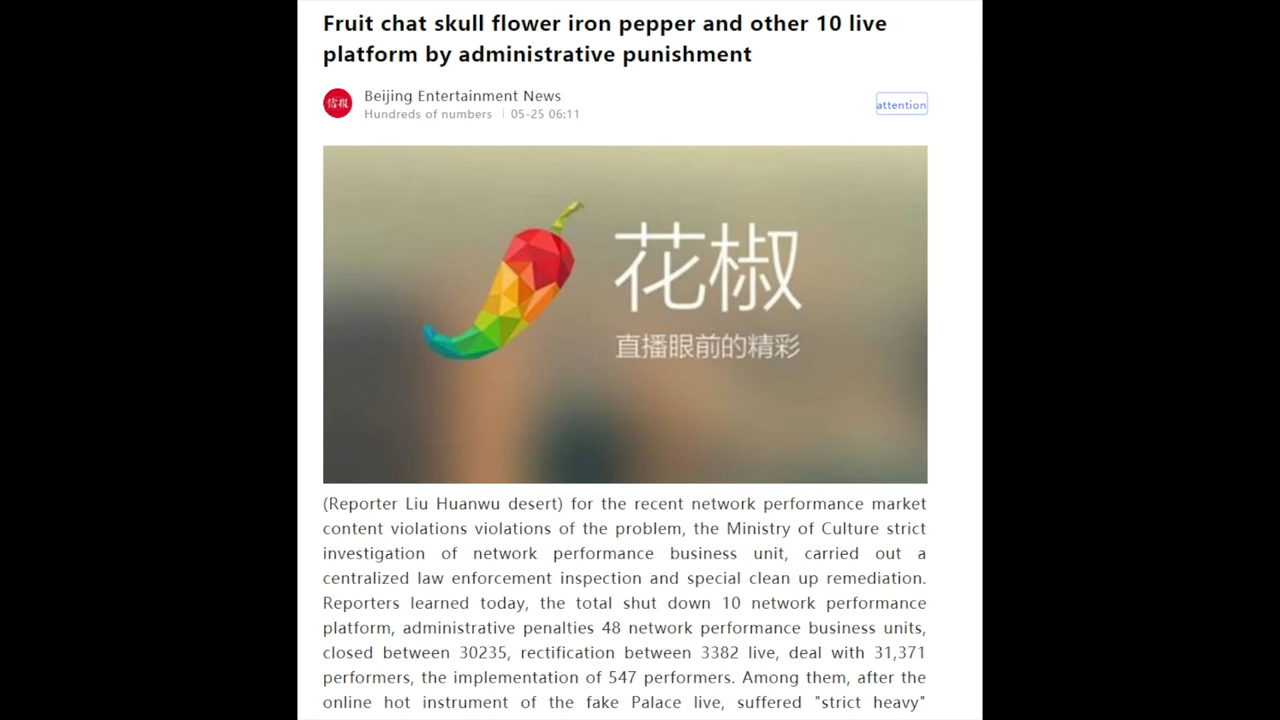 Fruit chat skull flower iron pepper and other 10 live
platform by administrative punishment
信报
Beijing Entertainment News
Hundreds of numbers | 05-25 06:11
attention
花椒
直播眼前的精彩
(Reporter Liu Huanwu desert) for the recent network performance market
content violations violations of the problem, the Ministry of Culture strict
investigation of network performance business unit, carried out a
centralized law enforcement inspection and special clean up remediation.
Reporters learned today, the total shut down 10 network performance
platform, administrative penalties 48 network performance business units,
closed between 30235, rectification between 3382 live, deal with 31,371
performers, the implementation of 547 performers. Among them, after the
online hot instrument of the fake Palace live, suffered "strict heavy"